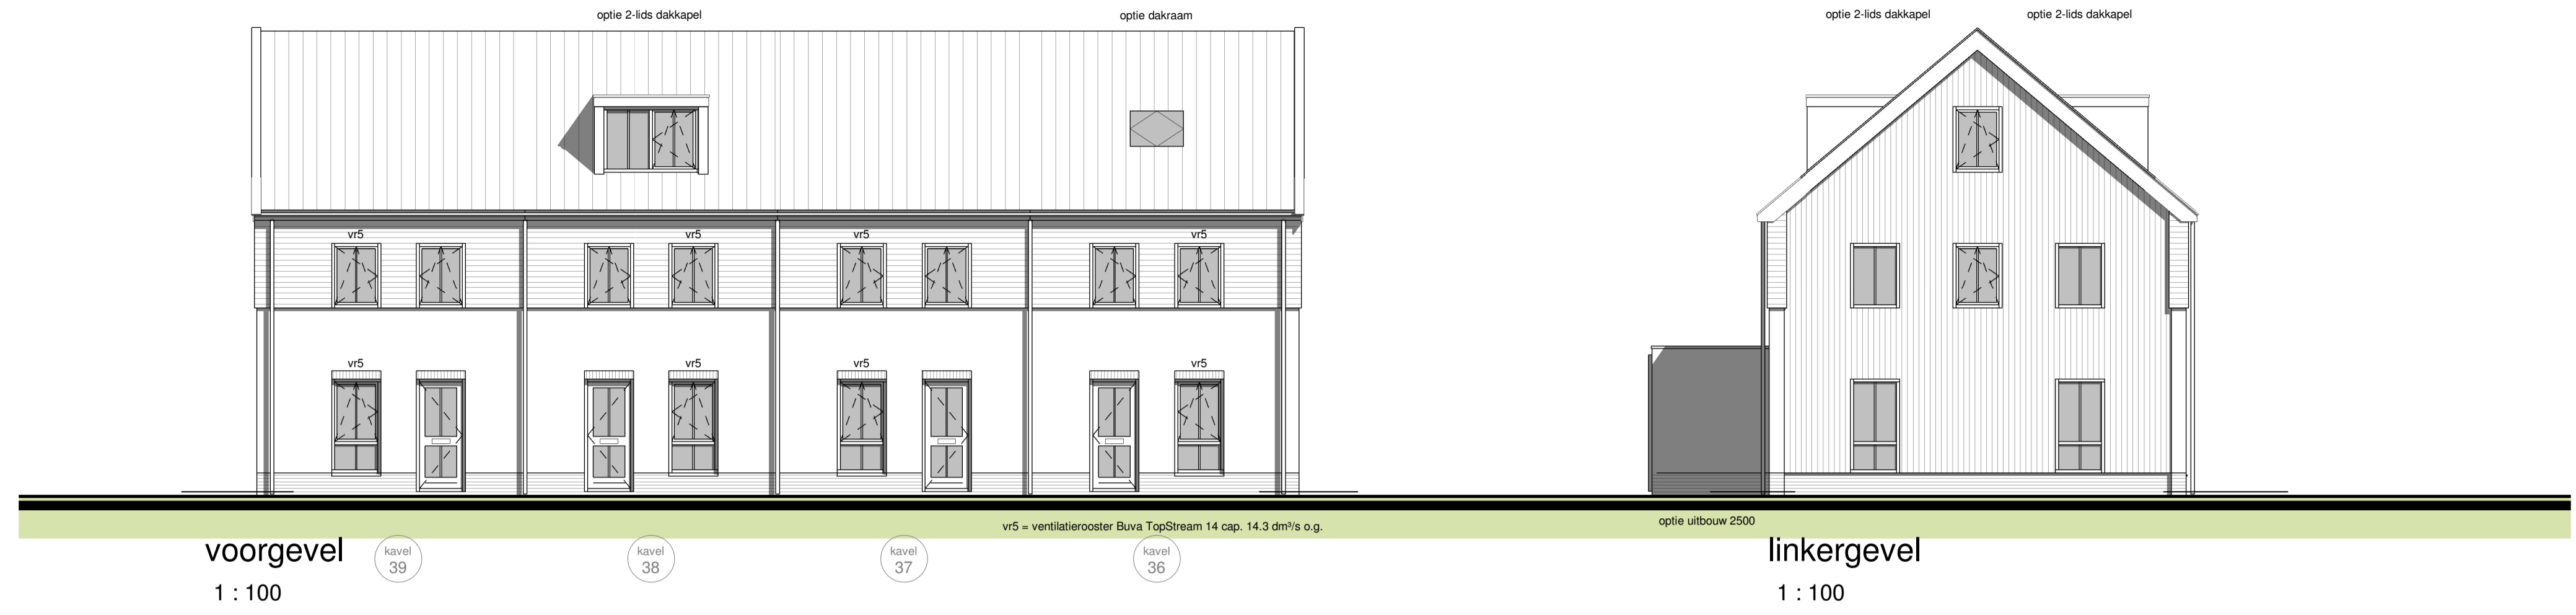 optie 2-lids dakkapel
optie dakraam
optie 2-lids dakkapel
optie 2-lids dakkapel
vr5
vr5
vr5
vr5
vr5
vr5
vr5
vr5
vr5 = ventilatierooster Buva TopStream 14 cap. 14.3 dm³/s o.g.
optie uitbouw 2500
voorgevel
kavel
39
kavel
38
kavel
37
kavel
36
linkergevel
1 : 100
1 : 100